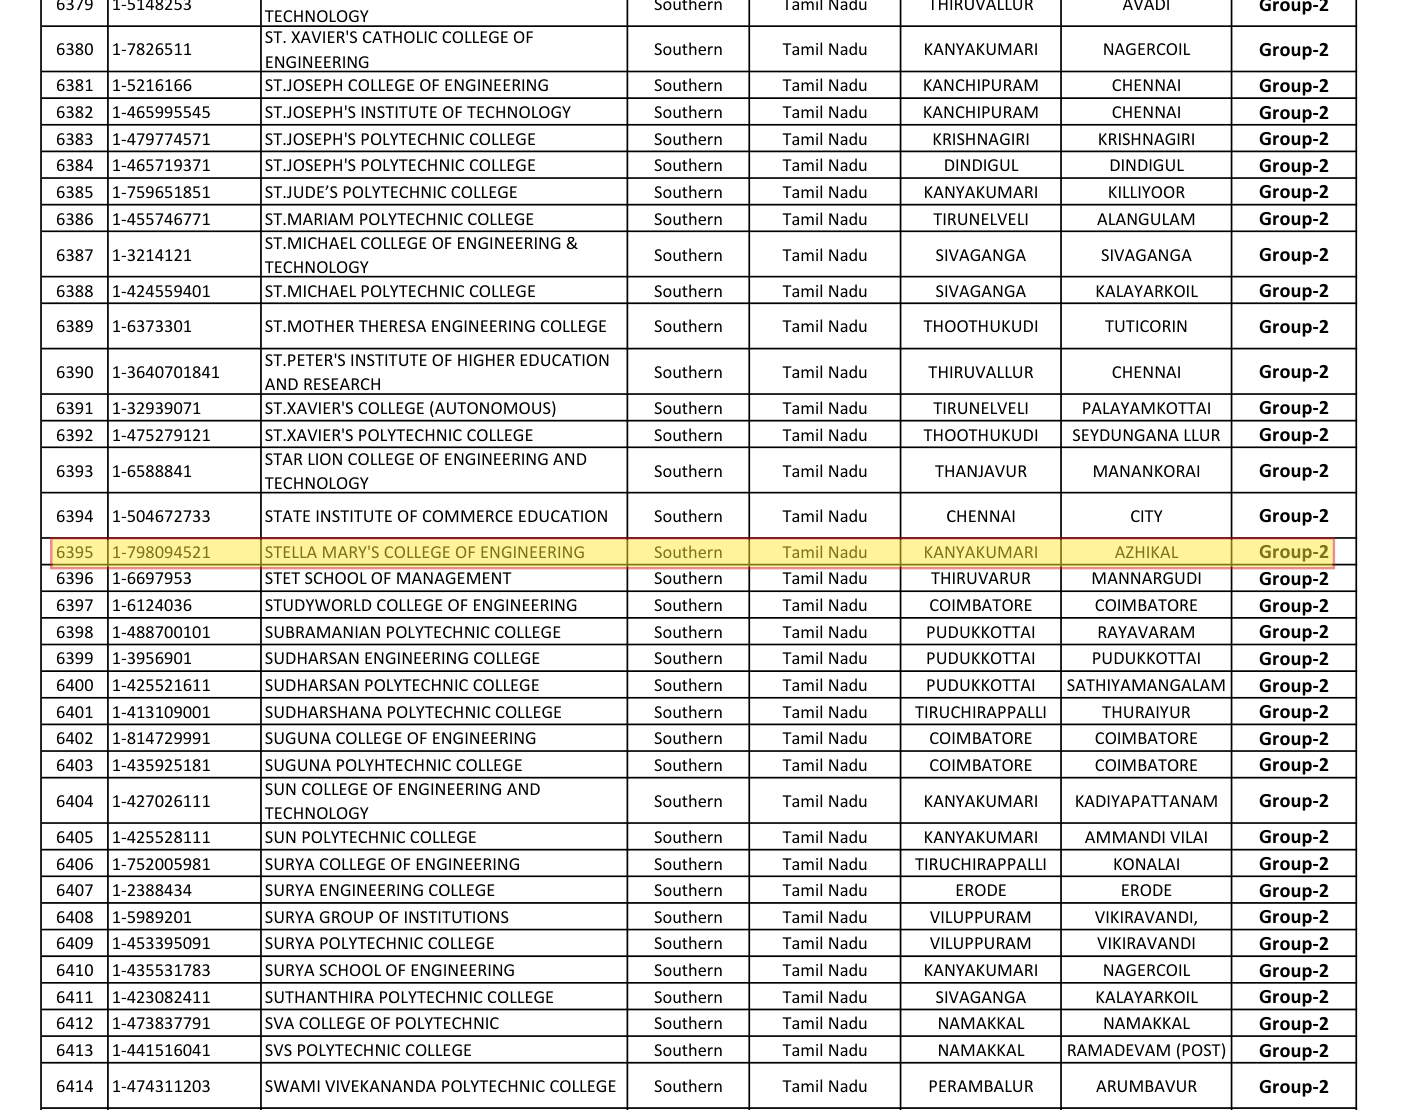 6379 1-5148253 TECHNOLOGY Southern Tamil Nadu THIRUVALLUR AVADI Group-2
6380 1-7826511 ST. XAVIER'S CATHOLIC COLLEGE OF
ENGINEERING Southern Tamil Nadu KANYAKUMARI NAGERCOIL Group-2
6381 1-5216166 ST.JOSEPH COLLEGE OF ENGINEERING Southern Tamil Nadu KANCHIPURAM CHENNAI Group-2
6382 1-465995545 ST.JOSEPH'S INSTITUTE OF TECHNOLOGY Southern Tamil Nadu KANCHIPURAM CHENNAI Group-2
6383 1-479774571 ST.JOSEPH'S POLYTECHNIC COLLEGE Southern Tamil Nadu KRISHNAGIRI KRISHNAGIRI Group-2
6384 1-465719371 ST.JOSEPH'S POLYTECHNIC COLLEGE Southern Tamil Nadu DINDIGUL DINDIGUL Group-2
6385 1-759651851 ST.JUDE’S POLYTECHNIC COLLEGE Southern Tamil Nadu KANYAKUMARI KILLIYOOR Group-2
6386 1-455746771 ST.MARIAM POLYTECHNIC COLLEGE Southern Tamil Nadu TIRUNELVELI ALANGULAM Group-2
6387 1-3214121 ST.MICHAEL COLLEGE OF ENGINEERING &
TECHNOLOGY Southern Tamil Nadu SIVAGANGA SIVAGANGA Group-2
6388 1-424559401 ST.MICHAEL POLYTECHNIC COLLEGE Southern Tamil Nadu SIVAGANGA KALAYARKOIL Group-2
6389 1-6373301 ST.MOTHER THERESA ENGINEERING COLLEGE Southern Tamil Nadu THOOTHUKUDI TUTICORIN Group-2
6390 1-3640701841 ST.PETER'S INSTITUTE OF HIGHER EDUCATION
AND RESEARCH Southern Tamil Nadu THIRUVALLUR CHENNAI Group-2
6391 1-32939071 ST.XAVIER'S COLLEGE (AUTONOMOUS) Southern Tamil Nadu TIRUNELVELI PALAYAMKOTTAI Group-2
6392 1-475279121 ST.XAVIER'S POLYTECHNIC COLLEGE Southern Tamil Nadu THOOTHUKUDI SEYDUNGANA LLUR Group-2
6393 1-6588841 STAR LION COLLEGE OF ENGINEERING AND
TECHNOLOGY Southern Tamil Nadu THANJAVUR MANANKORAI Group-2
6394 1-504672733 STATE INSTITUTE OF COMMERCE EDUCATION Southern Tamil Nadu CHENNAI CITY Group-2
6395 1-798094521 STELLA MARY'S COLLEGE OF ENGINEERING Southern Tamil Nadu KANYAKUMARI AZHIKAL Group-2
6396 1-6697953 STET SCHOOL OF MANAGEMENT Southern Tamil Nadu THIRUVARUR MANNARGUDI Group-2
6397 1-6124036 STUDYWORLD COLLEGE OF ENGINEERING Southern Tamil Nadu COIMBATORE COIMBATORE Group-2
6398 1-488700101 SUBRAMANIAN POLYTECHNIC COLLEGE Southern Tamil Nadu PUDUKKOTTAI RAYAVARAM Group-2
6399 1-3956901 SUDHARSAN ENGINEERING COLLEGE Southern Tamil Nadu PUDUKKOTTAI PUDUKKOTTAI Group-2
6400 1-425521611 SUDHARSAN POLYTECHNIC COLLEGE Southern Tamil Nadu PUDUKKOTTAI SATHIYAMANGALAM Group-2
6401 1-413109001 SUDHARSHANA POLYTECHNIC COLLEGE Southern Tamil Nadu TIRUCHIRAPPALLI THURAIYUR Group-2
6402 1-814729991 SUGUNA COLLEGE OF ENGINEERING Southern Tamil Nadu COIMBATORE COIMBATORE Group-2
6403 1-435925181 SUGUNA POLYHTECHNIC COLLEGE Southern Tamil Nadu COIMBATORE COIMBATORE Group-2
6404 1-427026111 SUN COLLEGE OF ENGINEERING AND
TECHNOLOGY Southern Tamil Nadu KANYAKUMARI KADIYAPATTANAM Group-2
6405 1-425528111 SUN POLYTECHNIC COLLEGE Southern Tamil Nadu KANYAKUMARI AMMANDI VILAI Group-2
6406 1-752005981 SURYA COLLEGE OF ENGINEERING Southern Tamil Nadu TIRUCHIRAPPALLI KONALAI Group-2
6407 1-2388434 SURYA ENGINEERING COLLEGE Southern Tamil Nadu ERODE ERODE Group-2
6408 1-5989201 SURYA GROUP OF INSTITUTIONS Southern Tamil Nadu VILUPPURAM VIKIRAVANDI, Group-2
6409 1-453395091 SURYA POLYTECHNIC COLLEGE Southern Tamil Nadu VILUPPURAM VIKIRAVANDI Group-2
6410 1-435531783 SURYA SCHOOL OF ENGINEERING Southern Tamil Nadu KANYAKUMARI NAGERCOIL Group-2
6411 1-423082411 SUTHANTHIRA POLYTECHNIC COLLEGE Southern Tamil Nadu SIVAGANGA KALAYARKOIL Group-2
6412 1-473837791 SVA COLLEGE OF POLYTECHNIC Southern Tamil Nadu NAMAKKAL NAMAKKAL Group-2
6413 1-441516041 SVS POLYTECHNIC COLLEGE Southern Tamil Nadu NAMAKKAL RAMADEVAM (POST) Group-2
6414 1-474311203 SWAMI VIVEKANANDA POLYTECHNIC COLLEGE Southern Tamil Nadu PERAMBALUR ARUMBAVUR Group-2